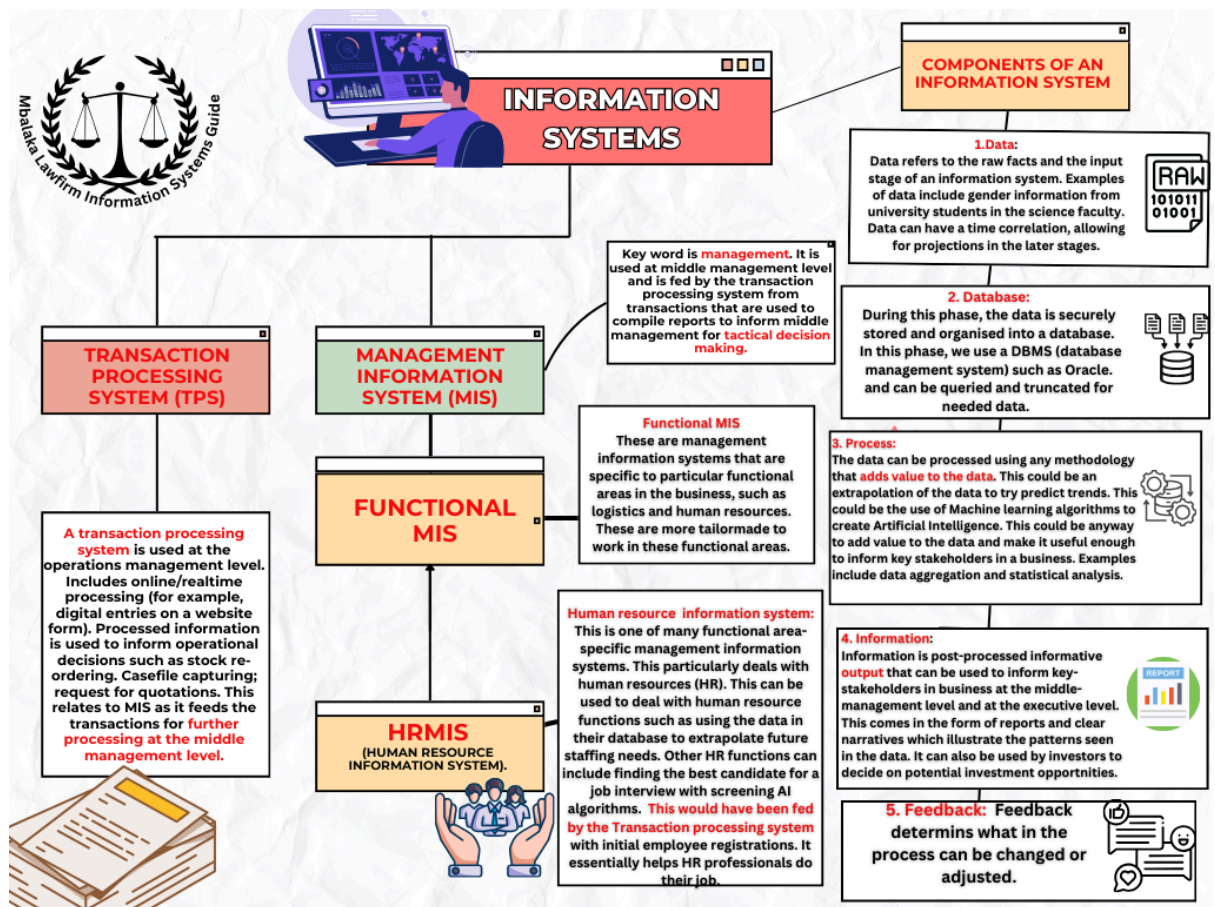 Mbalaka Lawfirm Information Systems Guide
INFORMATION
SYSTEMS
TRANSACTION
PROCESSING
SYSTEM (TPS)
A transaction processing
system is used at the
operations management level.
Includes online/realtime
processing (for example,
digital entries on a website
form). Processed information
is used to inform operational
decisions such as stock re-
ordering. Casefile capturing;
request for quotations. This
relates to MIS as it feeds the
transactions for further
processing at the middle
management level.
MANAGEMENT
INFORMATION
SYSTEM (MIS)
Key word is management. It is
used at middle management level
and is fed by the transaction
processing system from
transactions that are used to
compile reports to inform middle
management for tactical decision
making.
FUNCTIONAL
MIS
Functional MIS
These are management
information systems that are
specific to particular functional
areas in the business, such as
logistics and human resources.
These are more tailormade to
work in these functional areas.
HRMIS
(HUMAN RESOURCE
INFORMATION SYSTEM).
Human resource information system:
This is one of many functional area-
specific management information
systems. This particularly deals with
human resources (HR). This can be
used to deal with human resource
functions such as using the data in
their database to extrapolate future
staffing needs. Other HR functions can
include finding the best candidate for a
job interview with screening AI
algorithms. This would have been fed
by the Transaction processing system
with initial employee registrations. It
essentially helps HR professionals do
their job.
COMPONENTS OF AN
INFORMATION SYSTEM
1.Data:
Data refers to the raw facts and the input
stage of an information system. Examples
of data include gender information from
university students in the science faculty.
Data can have a time correlation, allowing
for projections in the later stages.
RAW
101011
01001
2. Database:
During this phase, the data is securely
stored and organised into a database.
In this phase, we use a DBMS (database
management system) such as Oracle.
and can be queried and truncated for
needed data.
3. Process:
The data can be processed using any methodology
that adds value to the data. This could be an
extrapolation of the data to try predict trends. This
could be the use of Machine learning algorithms to
create Artificial Intelligence. This could be anyway
to add value to the data and make it useful enough
to inform key stakeholders in a business. Examples
include data aggregation and statistical analysis.
4. Information:
Information is post-processed informative
output that can be used to inform key-
stakeholders in business at the middle-
management level and at the executive level.
This comes in the form of reports and clear
narratives which illustrate the patterns seen
in the data. It can also be used by investors to
decide on potential investment opportnities.
REPORT
5. Feedback: Feedback
determins what in the
process can be changed or
adjusted.